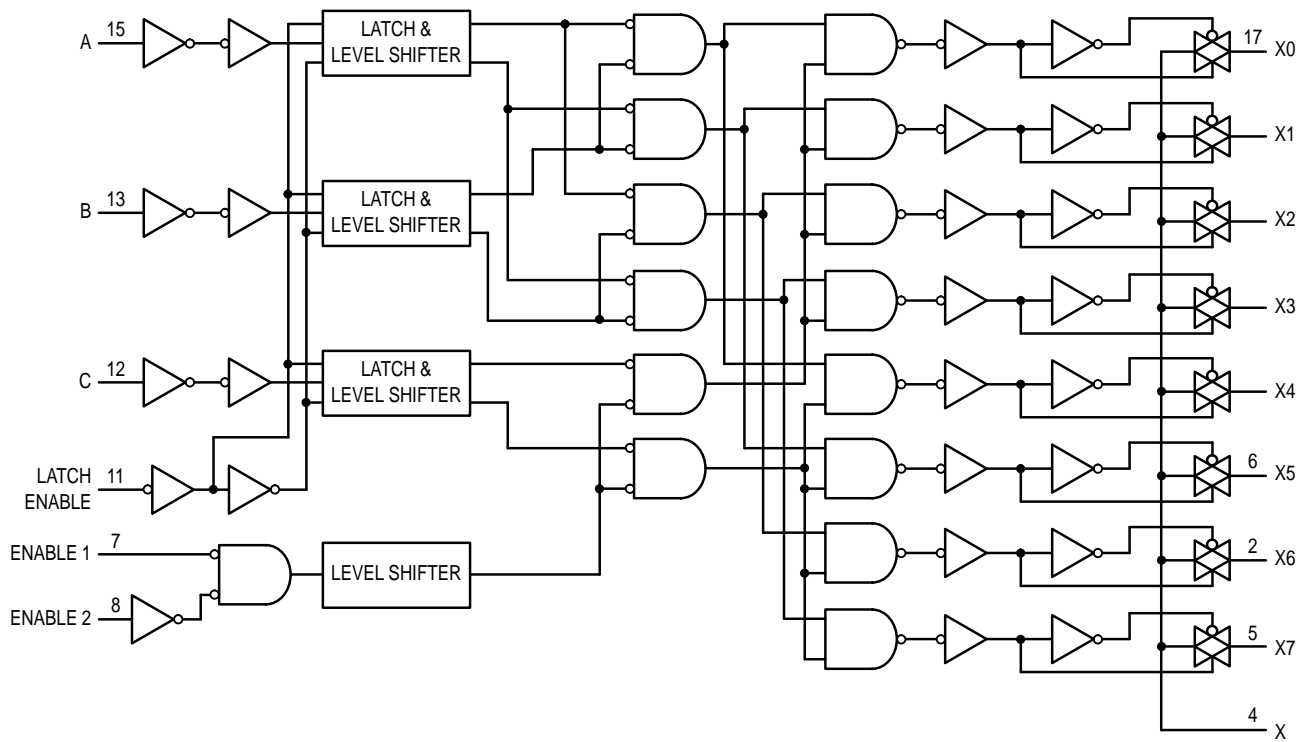 A 15
LATCH &
LEVEL SHIFTER
17 X0
X1
B 13
LATCH &
LEVEL SHIFTER
X2
X3
C 12
LATCH &
LEVEL SHIFTER
X4
LATCH
ENABLE
11
6 X5
ENABLE 1 7
LEVEL SHIFTER
2 X6
ENABLE 2 8
5 X7
4 X